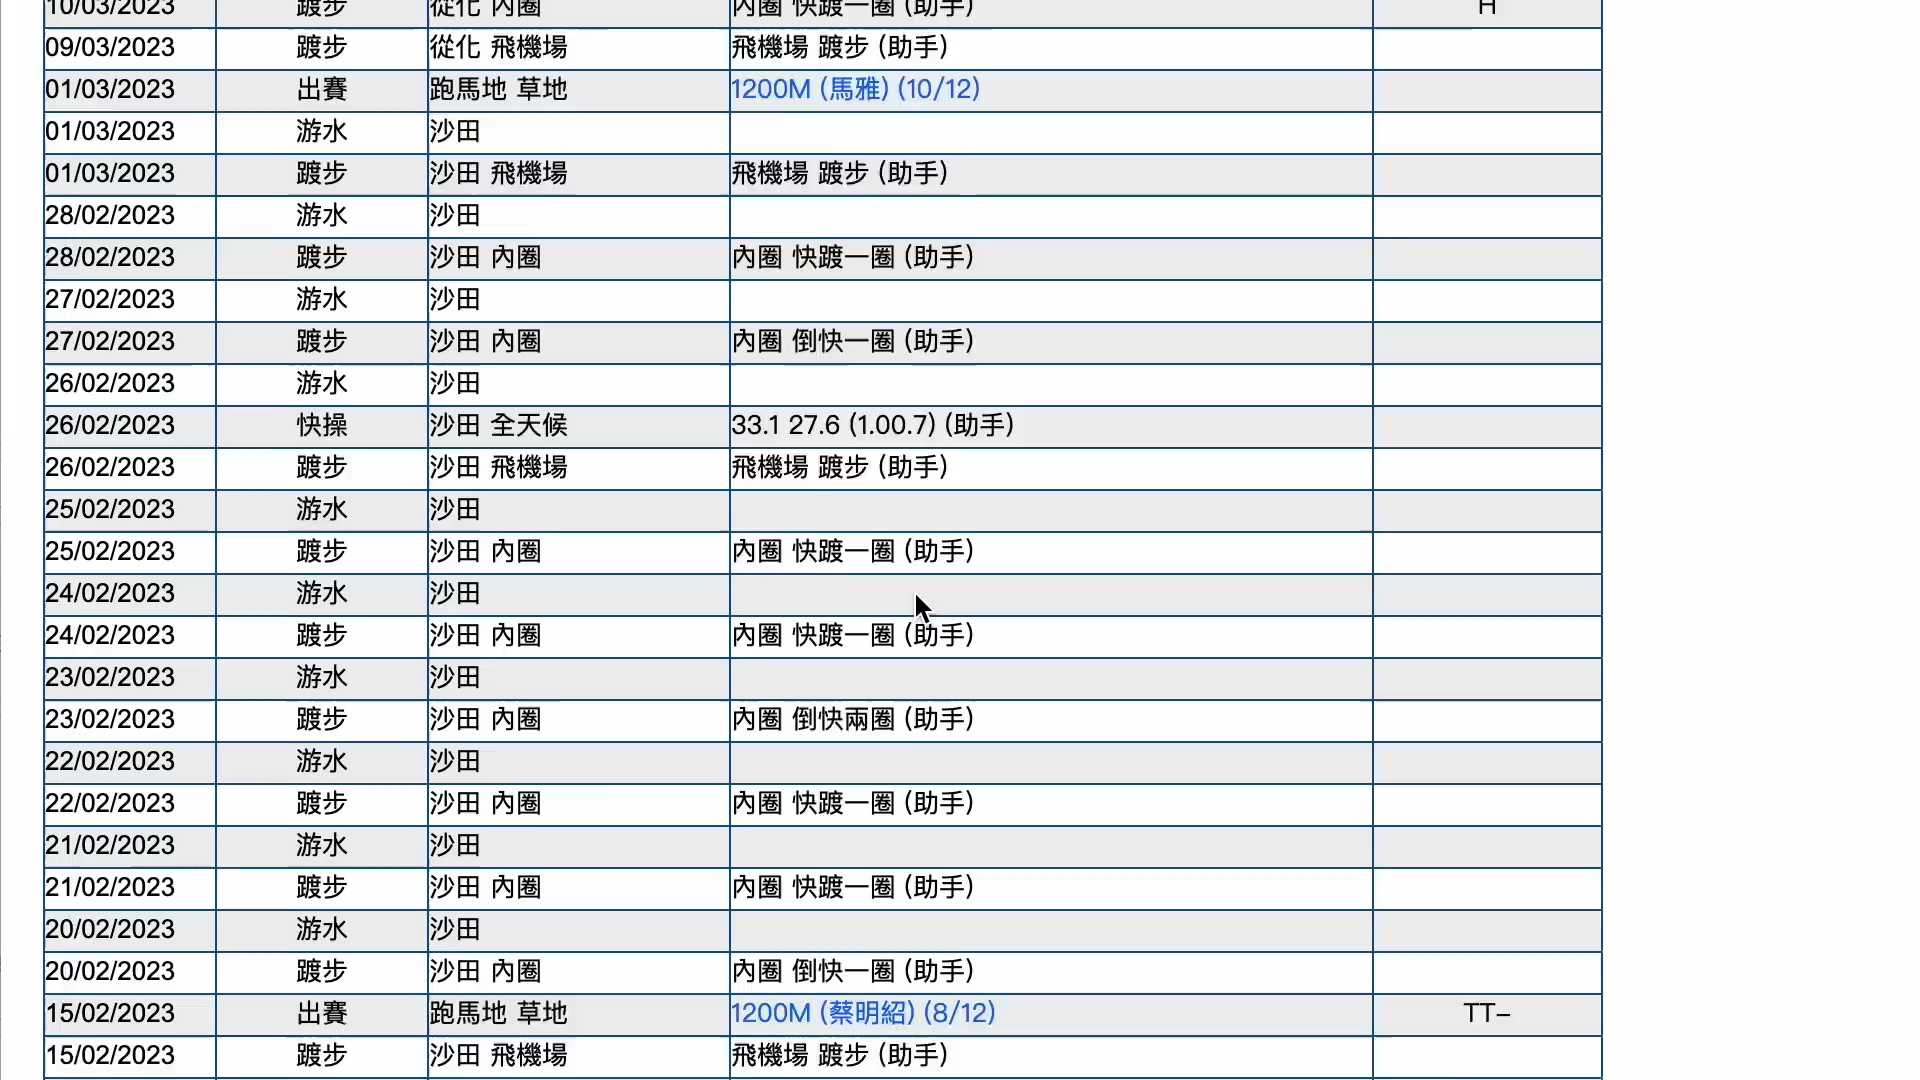 10/03/2023 踱步 從化 內圈 內圈 快踱一圈 (助手) H
09/03/2023 踱步 從化 飛機場 飛機場 踱步 (助手)
01/03/2023 出賽 跑馬地 草地 1200M (馬雅) (10/12)
01/03/2023 游水 沙田
01/03/2023 踱步 沙田 飛機場 飛機場 踱步 (助手)
28/02/2023 游水 沙田
28/02/2023 踱步 沙田 內圈 內圈 快踱一圈 (助手)
27/02/2023 游水 沙田
27/02/2023 踱步 沙田 內圈 內圈 倒快一圈 (助手)
26/02/2023 游水 沙田
26/02/2023 快操 沙田 全天候 33.1 27.6 (1.00.7) (助手)
26/02/2023 踱步 沙田 飛機場 飛機場 踱步 (助手)
25/02/2023 游水 沙田
25/02/2023 踱步 沙田 內圈 內圈 快踱一圈 (助手)
24/02/2023 游水 沙田
24/02/2023 踱步 沙田 內圈 內圈 快踱一圈 (助手)
23/02/2023 游水 沙田
23/02/2023 踱步 沙田 內圈 內圈 倒快兩圈 (助手)
22/02/2023 游水 沙田
22/02/2023 踱步 沙田 內圈 內圈 快踱一圈 (助手)
21/02/2023 游水 沙田
21/02/2023 踱步 沙田 內圈 內圈 快踱一圈 (助手)
20/02/2023 游水 沙田
20/02/2023 踱步 沙田 內圈 內圈 倒快一圈 (助手)
15/02/2023 出賽 跑馬地 草地 1200M (蔡明紹) (8/12) TT–
15/02/2023 踱步 沙田 飛機場 飛機場 踱步 (助手)